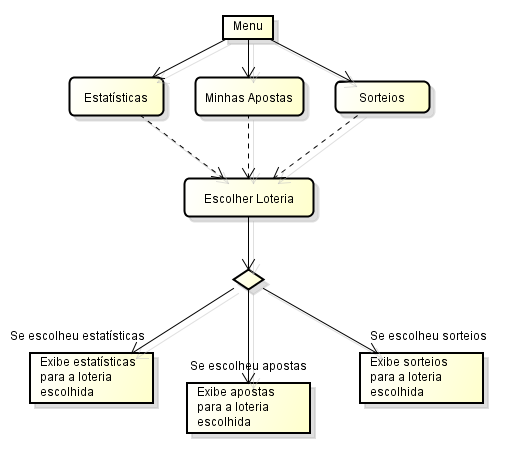 Menu
Estatísticas
Minhas Apostas
Sorteios
Escolher Loteria
Se escolheu estatísticas
Se escolheu apostas
Se escolheu sorteios
Exibe estatísticas
para a loteria
escolhida
Exibe apostas
para a loteria
escolhida
Exibe sorteios
para a loteria
escolhida